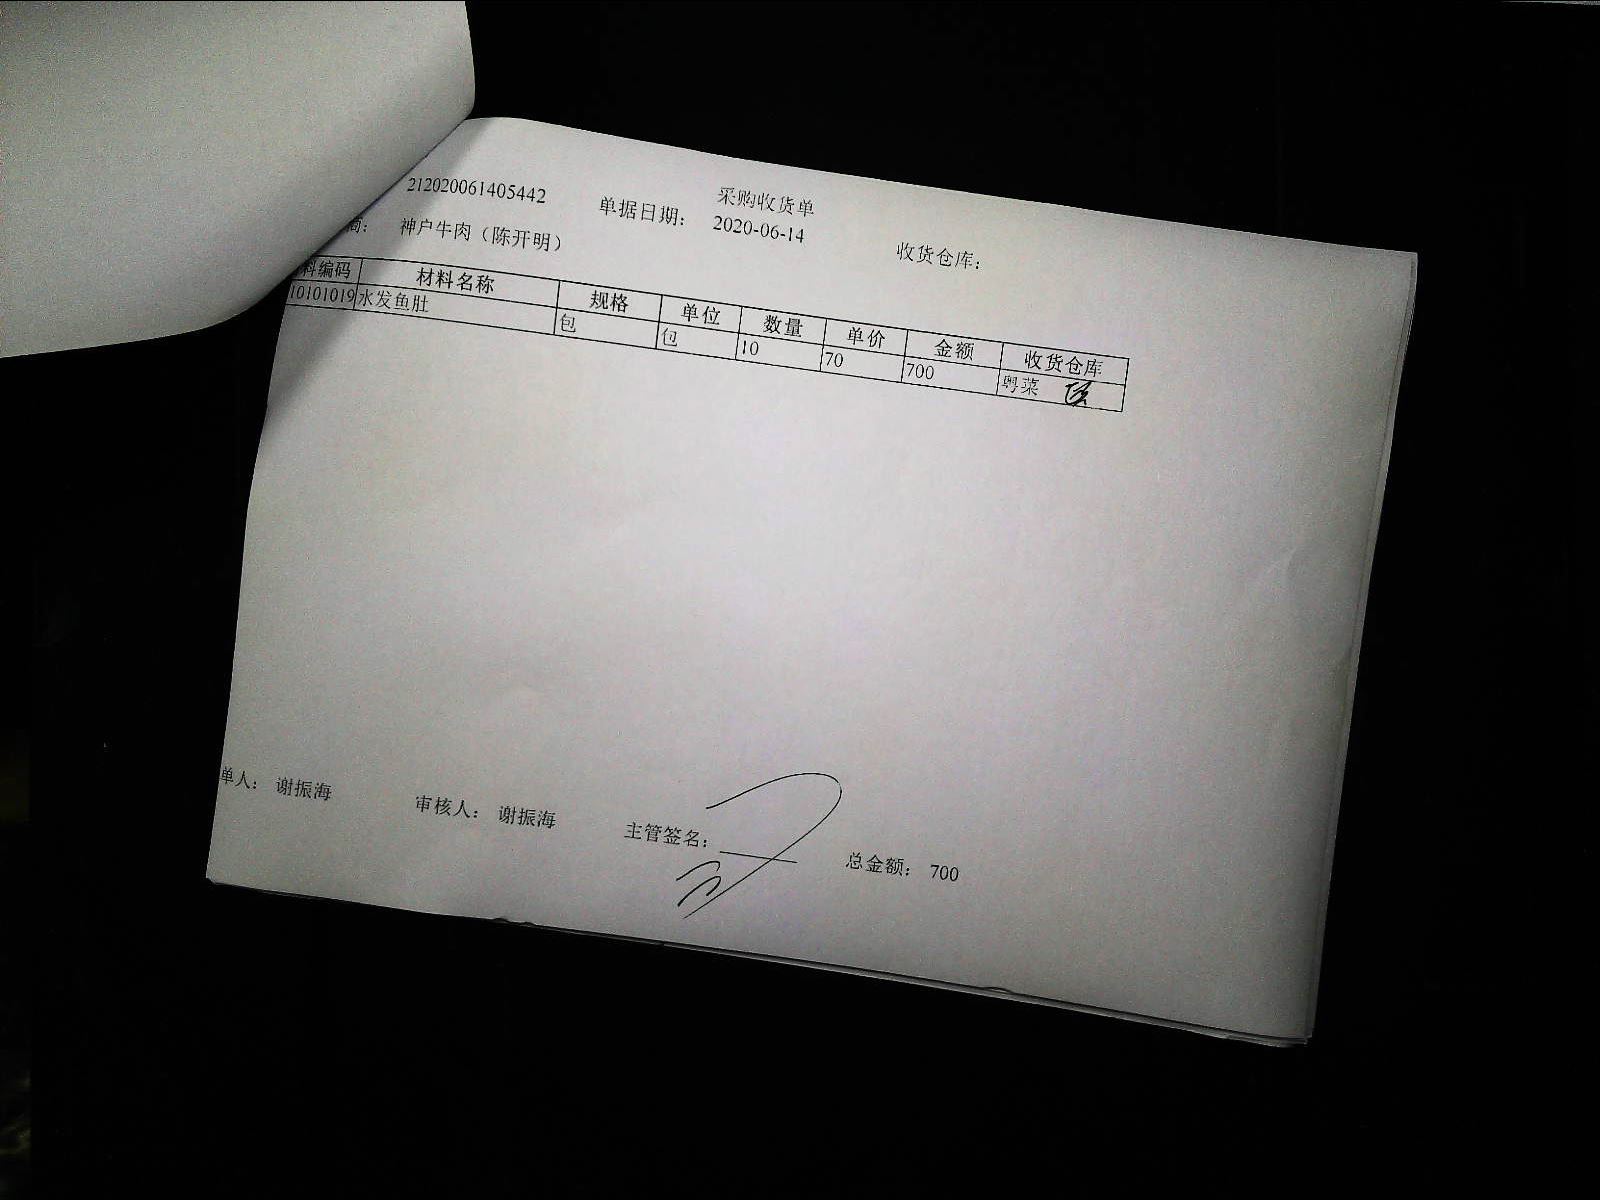 采购收货单
212020061405442 单据日期: 2020-06-14 收货仓库:
商: 神户牛肉（陈开明）
料编码 材料名称 规格 单位 数量 单价 金额 收货仓库
10101019 水发鱼肚 包 包 10 70 700 粤菜
单人: 谢振海 审核人: 谢振海 主管签名: 总金额: 700